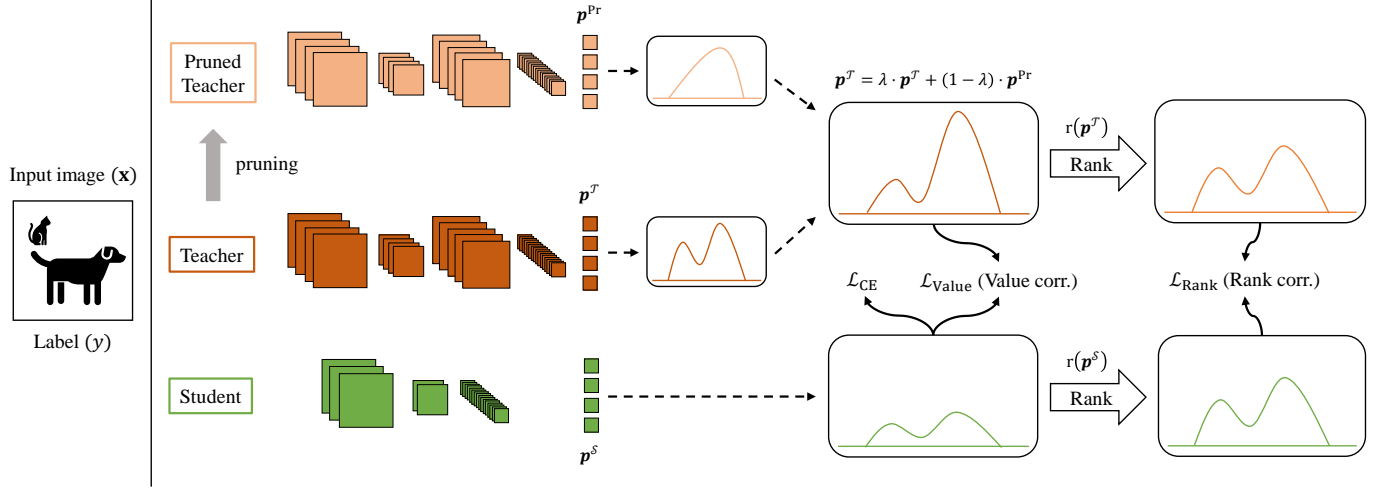 Input image (𝐱)
Label (𝑦)
Pruned
Teacher
pruning
Teacher
Student
𝒑^Pr
𝒑^𝒯
𝒑^𝒮
𝒑^𝒯 = λ · 𝒑^𝒯 + (1 − λ) · 𝒑^Pr
r(𝒑^𝒯)
Rank
ℒ_CE
ℒ_Value (Value corr.)
ℒ_Rank (Rank corr.)
r(𝒑^𝒮)
Rank